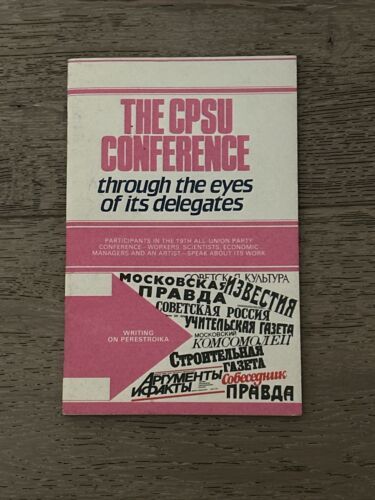 THE CPSU
CONFERENCE
through the eyes
of its delegates
PARTICIPANTS IN THE 19TH ALL-UNION PARTY
CONFERENCE – WORKERS, SCIENTISTS, ECONOMIC
MANAGERS AND AN ARTIST – SPEAK ABOUT ITS WORK
WRITING
ON PERESTROIKA
СОВЕТСКАЯ КУЛЬТУРА
МОСКОВСКАЯ
ПРАВДА
ИЗВЕСТИЯ
СОВЕТСКАЯ РОССИЯ
УЧИТЕЛЬСКАЯ ГАЗЕТА
МОСКОВСКИЙ
КОМСОМОЛЕЦ
Строительная
ГАЗЕТА
АРГУМЕНТЫ
ИФАКТЫ
Собеседник
ПРАВДА